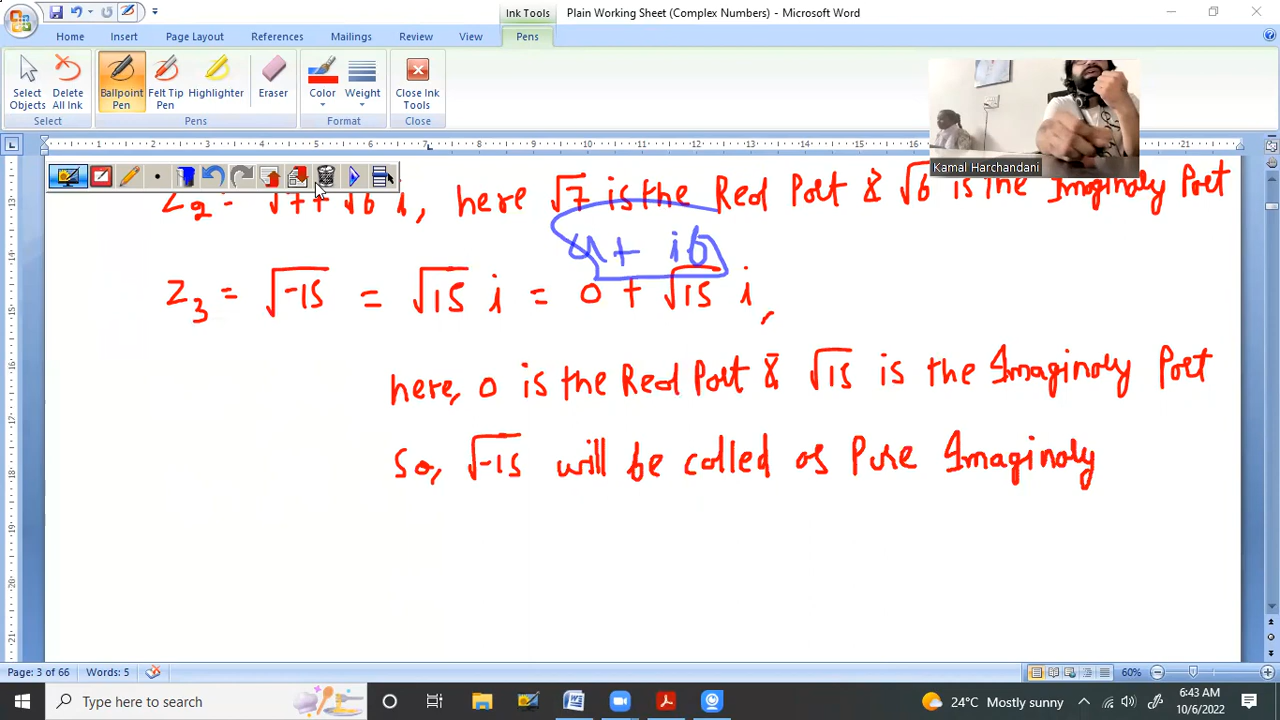 Ink Tools
Plain Working Sheet (Complex Numbers) - Microsoft Word
Home Insert Page Layout References Mailings Review View Pens
Select Objects
Delete All Ink
Ballpoint Pen
Felt Tip Pen
Highlighter
Eraser
Color
Weight
Close Ink Tools
Select Pens Format Close
Kamal Harchandani
Z₂ = √7 + √6 i, here √7 is the Real Part & √6 is the Imaginary Part
a + ib
Z₃ = √-15 = √15 i = 0 + √15 i,
here, 0 is the Real Part & √15 is the Imaginary Part
So, √-15 will be called as Pure Imaginary
Page: 3 of 66 Words: 5 60%
Type here to search
24°C Mostly sunny
6:43 AM
10/6/2022